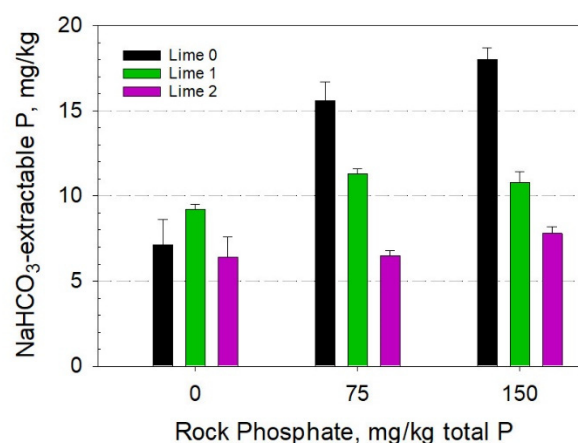 20
15
10
5
0
NaHCO₃-extractable P, mg/kg
Lime 0
Lime 1
Lime 2
0 75 150
Rock Phosphate, mg/kg total P